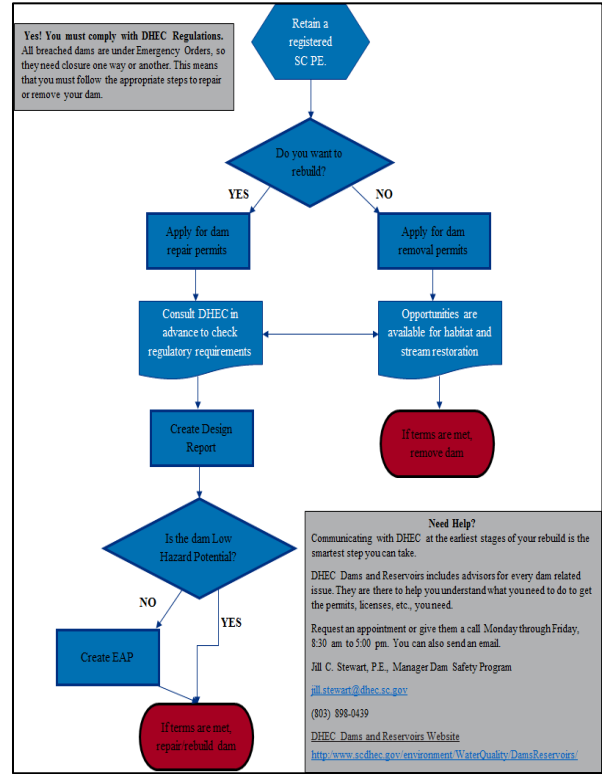 Yes! You must comply with DHEC Regulations.
All breached dams are under Emergency Orders, so
they need closure one way or another. This means
that you must follow the appropriate steps to repair
or remove your dam.
Retain a
registered
SC PE.
Do you want to
rebuild?
YES
NO
Apply for dam
repair permits
Apply for dam
removal permits
Consult DHEC in
advance to check
regulatory requirements
Opportunities are
available for habitat and
stream restoration
Create Design
Report
If terms are met,
remove dam
Is the dam Low
Hazard Potential?
NO
YES
Create EAP
If terms are met,
repair/rebuild dam
Need Help?
Communicating with DHEC at the earliest stages of your rebuild is the
smartest step you can take.
DHEC Dams and Reservoirs includes advisors for every dam related
issue. They are there to help you understand what you need to do to get
the permits, licenses, etc., you need.
Request an appointment or give them a call Monday through Friday,
8:30 am to 5:00 pm. You can also send an email.
Jill C. Stewart, P.E., Manager Dam Safety Program
jill.stewart@dhec.sc.gov
(803) 898-0439
DHEC Dams and Reservoirs Website
http:/www.scdhec.gov/environment/WaterQuality/DamsReservoirs/